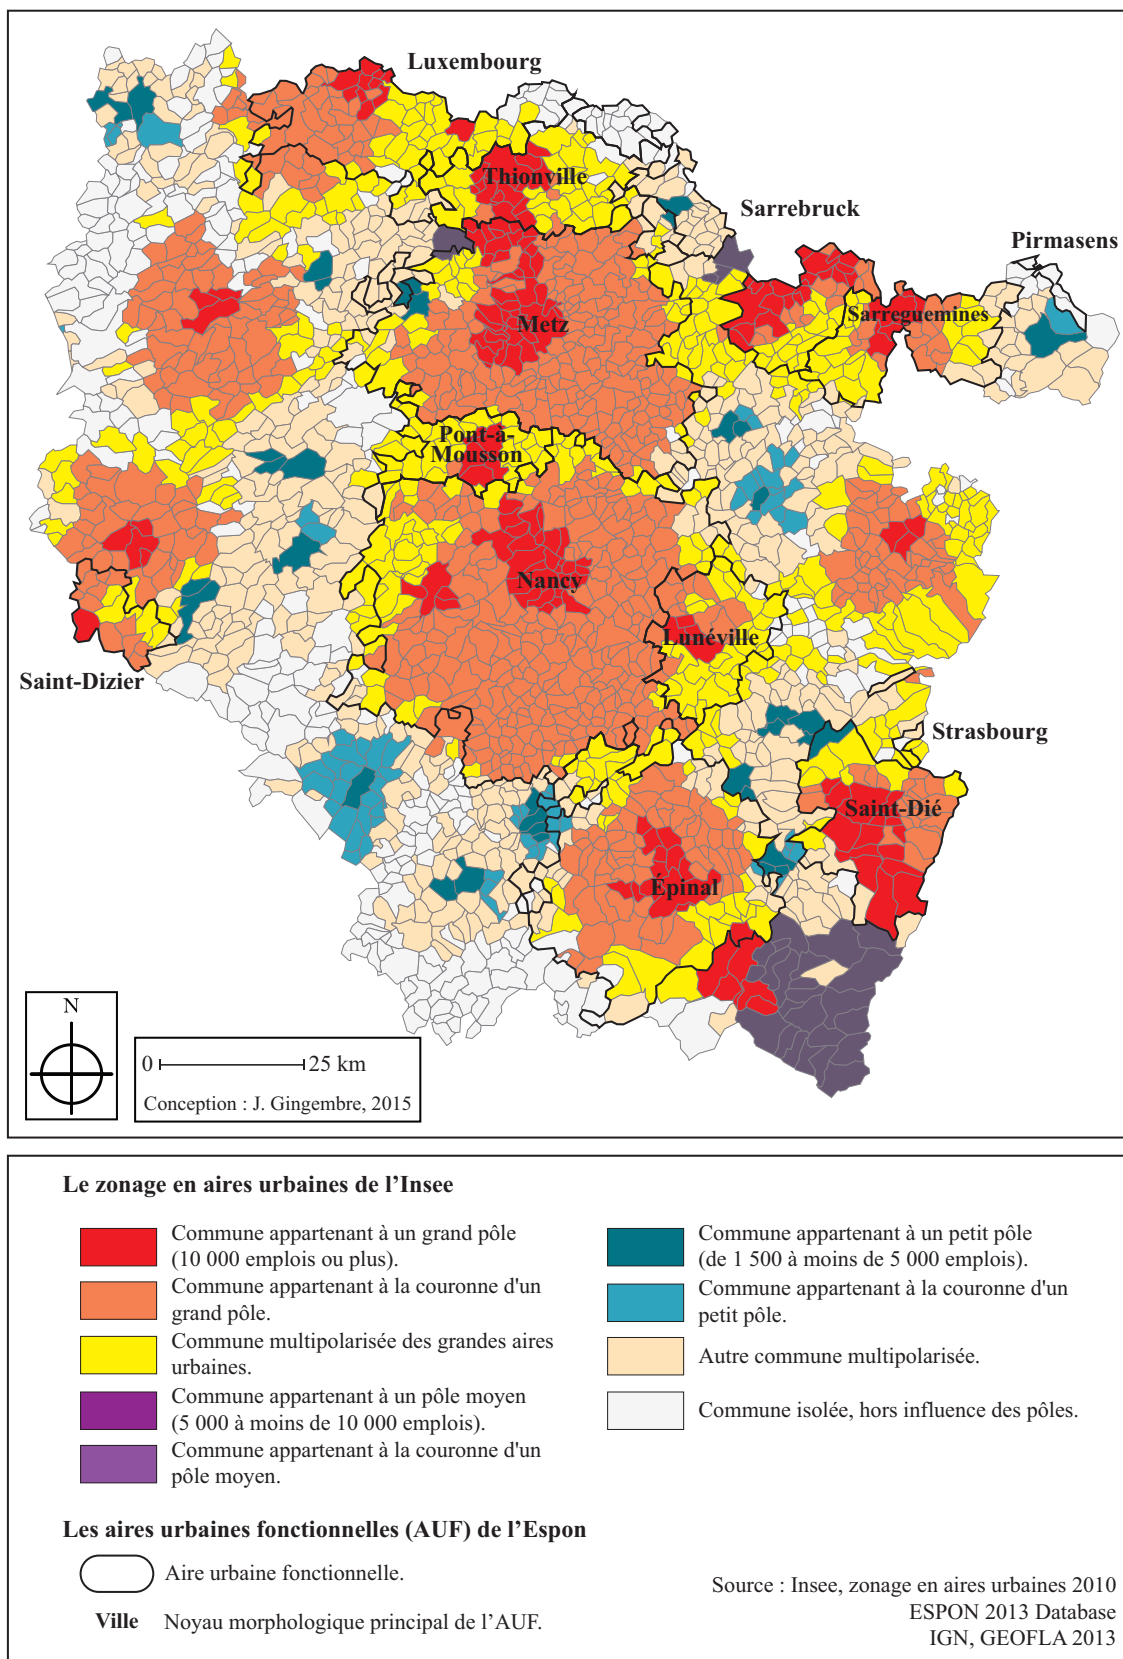 Luxembourg
Thionville
Sarrebruck
Pirmasens
Sarreguemines
Metz
Pont-à-
Mousson
Nancy
Lunéville
Saint-Dizier
Strasbourg
Saint-Dié
Épinal
N
0 25 km
Conception : J. Gingembre, 2015
Le zonage en aires urbaines de l’Insee
Commune appartenant à un grand pôle
(10 000 emplois ou plus).
Commune appartenant à la couronne d'un
grand pôle.
Commune multipolarisée des grandes aires
urbaines.
Commune appartenant à un pôle moyen
(5 000 à moins de 10 000 emplois).
Commune appartenant à la couronne d'un
pôle moyen.
Commune appartenant à un petit pôle
(de 1 500 à moins de 5 000 emplois).
Commune appartenant à la couronne d'un
petit pôle.
Autre commune multipolarisée.
Commune isolée, hors influence des pôles.
Les aires urbaines fonctionnelles (AUF) de l’Espon
Aire urbaine fonctionnelle.
Ville Noyau morphologique principal de l’AUF.
Source : Insee, zonage en aires urbaines 2010
ESPON 2013 Database
IGN, GEOFLA 2013